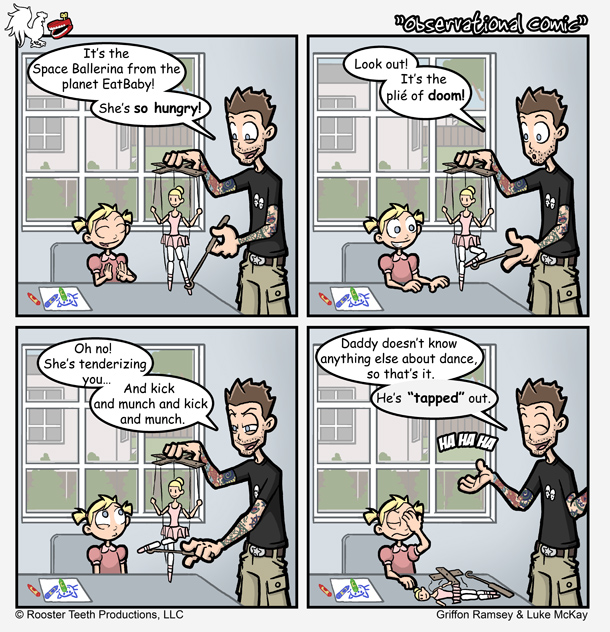 "observational comic"
It's the
Space Ballerina from the
planet EatBaby!
She's so hungry!
Look out!
It's the
plié of doom!
Oh no!
She's tenderizing
you...
And kick
and munch and kick
and munch.
Daddy doesn't know
anything else about dance,
so that's it.
He's "tapped" out.
HA HA HA
© Rooster Teeth Productions, LLC
Griffon Ramsey & Luke McKay